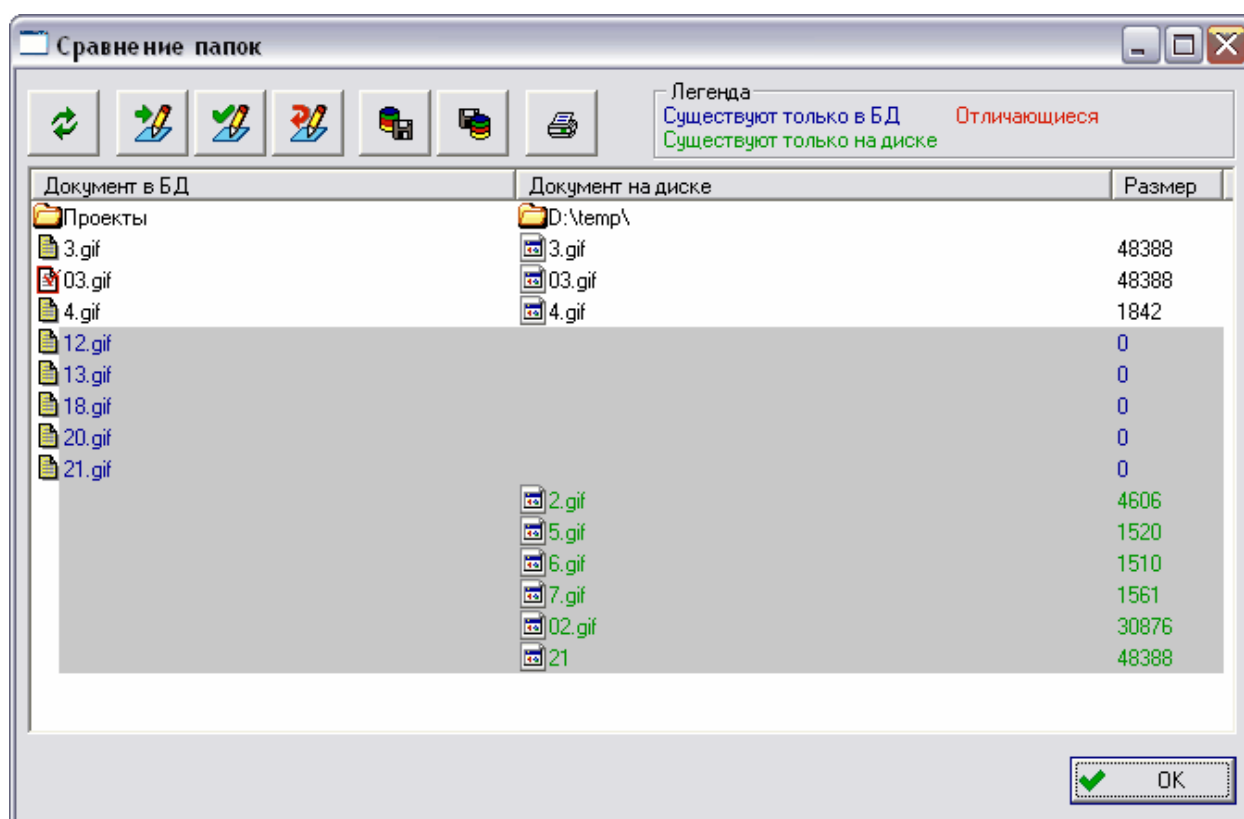 Сравнение папок
Легенда
Существуют только в БД Отличающиеся
Существуют только на диске
Документ в БД Документ на диске Размер
Проекты D:\temp\
3.gif 3.gif 48388
03.gif 03.gif 48388
4.gif 4.gif 1842
12.gif 0
13.gif 0
18.gif 0
20.gif 0
21.gif 0
2.gif 4606
5.gif 1520
6.gif 1510
7.gif 1561
02.gif 30876
21 48388
OK